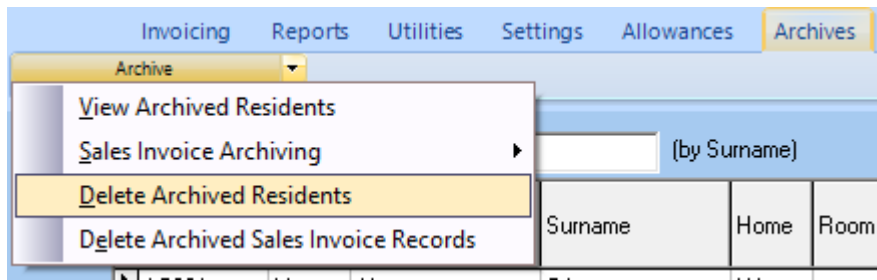 Invoicing Reports Utilities Settings Allowances Archives
Archive
View Archived Residents
Sales Invoice Archiving
(by Surname)
Delete Archived Residents
Delete Archived Sales Invoice Records
Surname Home Room